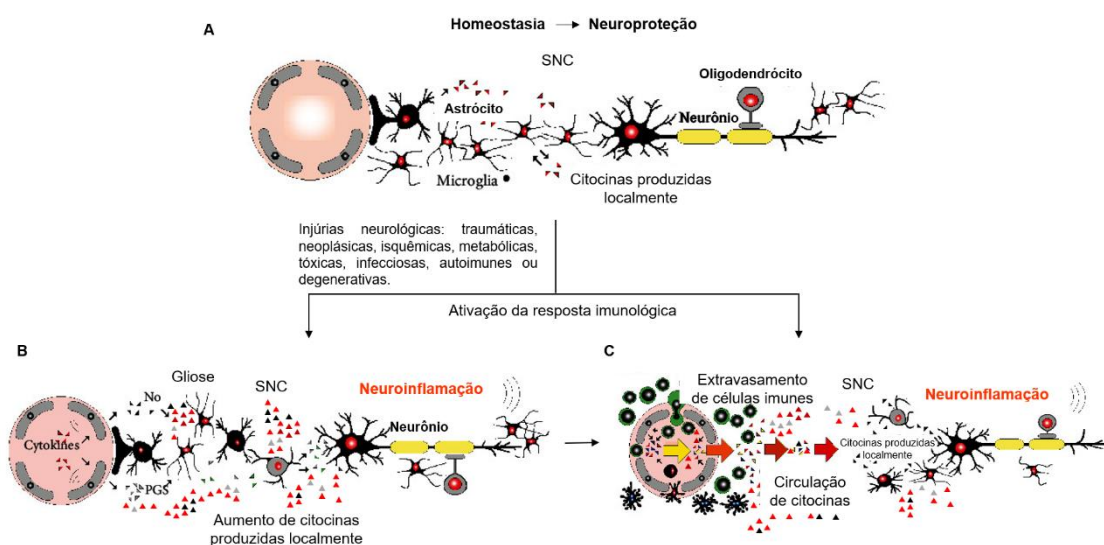 A
Homeostasia → Neuroproteção
SNC
Oligodendrócito
Astrócito
Neurônio
Microglia
Citocinas produzidas
localmente
Injúrias neurológicas: traumáticas,
neoplásicas, isquêmicas, metabólicas,
tóxicas, infecciosas, autoimunes ou
degenerativas.
Ativação da resposta imunológica
B
Gliose
SNC
Neuroinflamação
No
Neurônio
Cytokines
PGS
Aumento de citocinas
produzidas localmente
C
Extravasamento
de células imunes
SNC
Neuroinflamação
Citocinas produzidas
localmente
Circulação
de citocinas